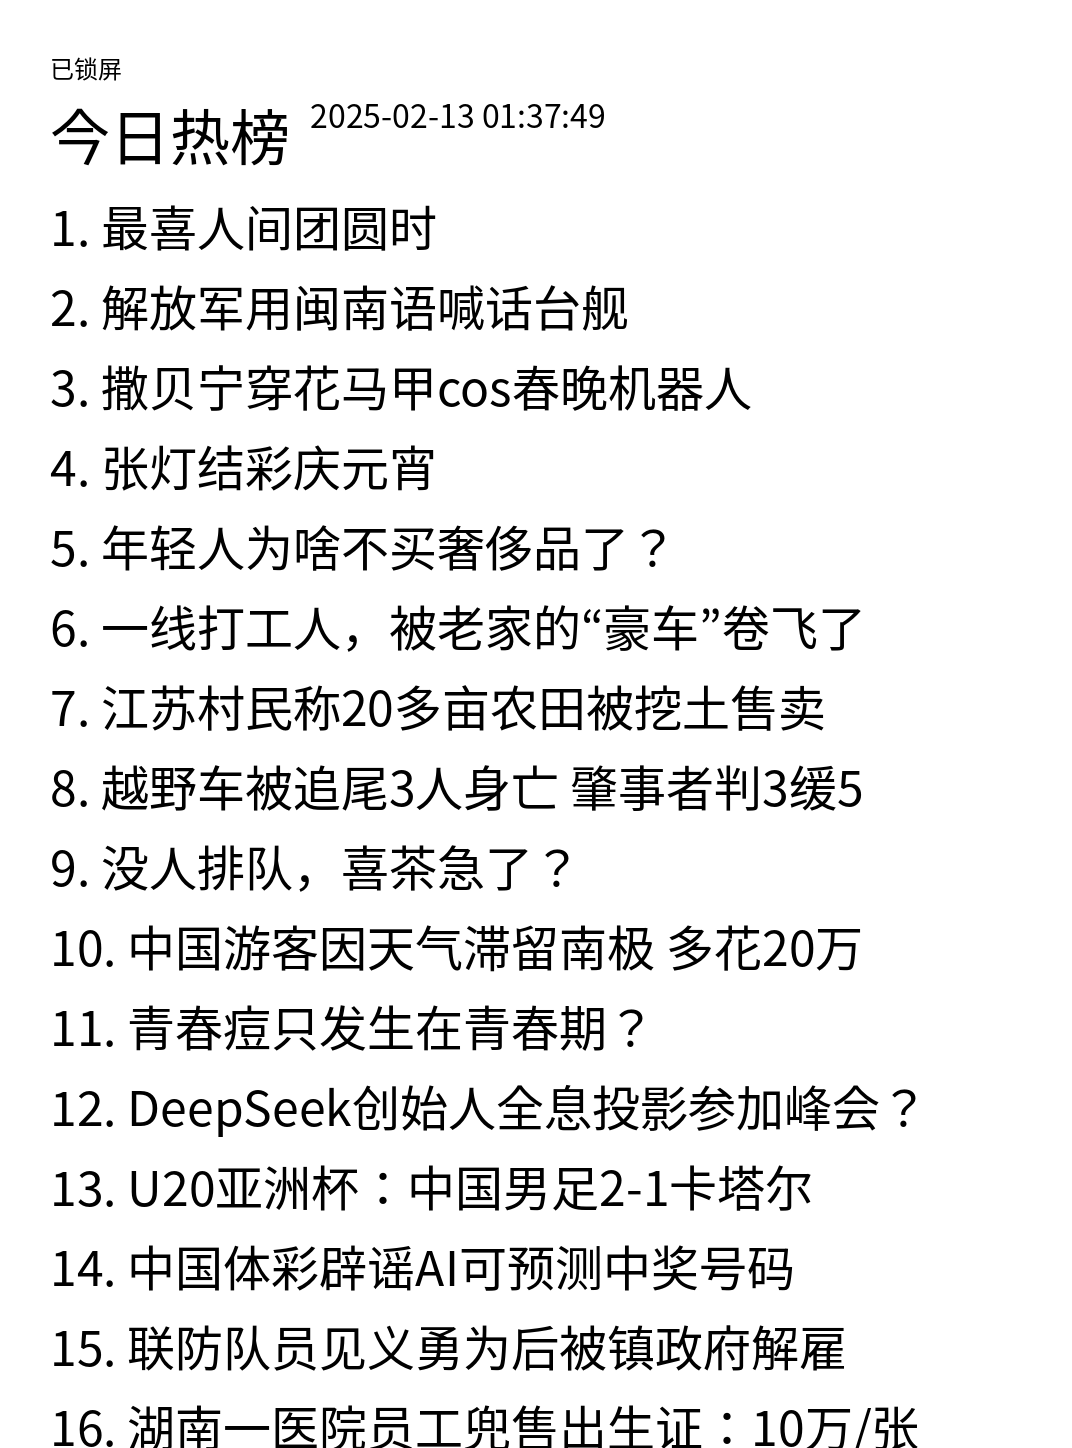 已锁屏
今日热榜 2025-02-13 01:37:49
1. 最喜人间团圆时
2. 解放军用闽南语喊话台舰
3. 撒贝宁穿花马甲cos春晚机器人
4. 张灯结彩庆元宵
5. 年轻人为啥不买奢侈品了？
6. 一线打工人，被老家的“豪车”卷飞了
7. 江苏村民称20多亩农田被挖土售卖
8. 越野车被追尾3人身亡 肇事者判3缓5
9. 没人排队，喜茶急了？
10. 中国游客因天气滞留南极 多花20万
11. 青春痘只发生在青春期？
12. DeepSeek创始人全息投影参加峰会？
13. U20亚洲杯：中国男足2-1卡塔尔
14. 中国体彩辟谣AI可预测中奖号码
15. 联防队员见义勇为后被镇政府解雇
16. 湖南一医院员工兜售出生证：10万/张